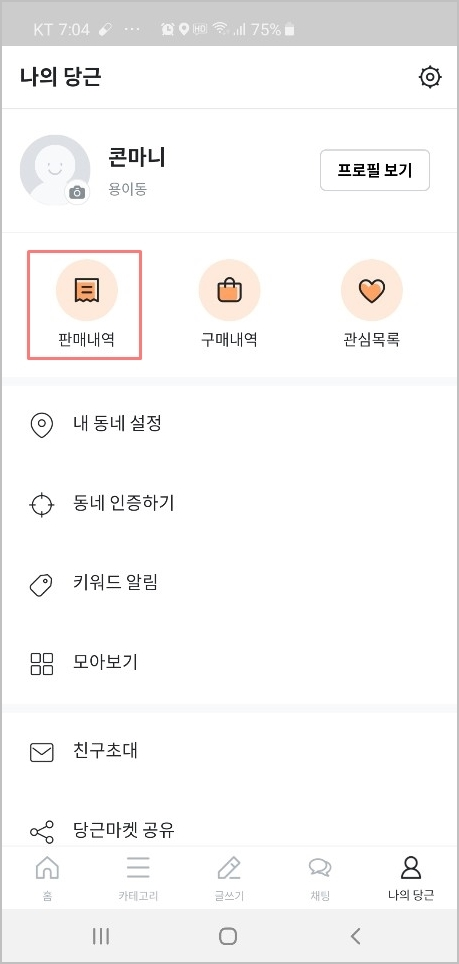 KT 7:04 ··· HD 75%
나의 당근
콘마니
용이동
프로필 보기
판매내역 구매내역 관심목록
내 동네 설정
동네 인증하기
키워드 알림
모아보기
친구초대
당근마켓 공유
홈 카테고리 글쓰기 채팅 나의 당근